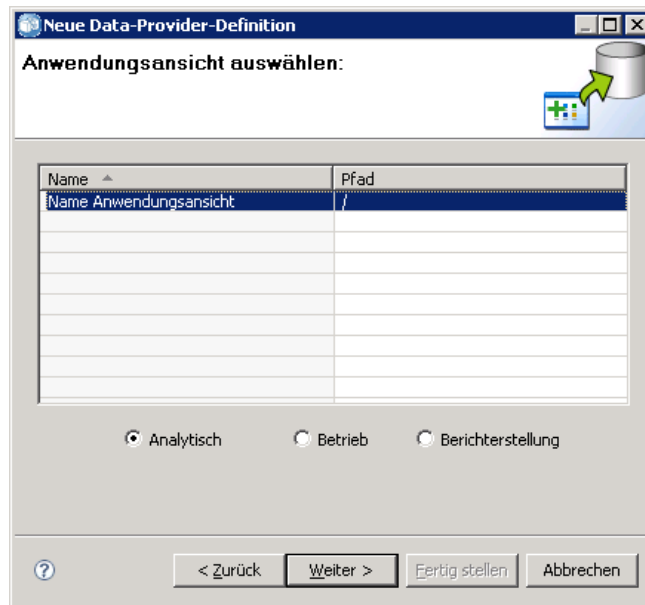 Neue Data-Provider-Definition
Anwendungsansicht auswählen:
Name Pfad
Name Anwendungsansicht /
Analytisch Betrieb Berichterstellung
? < Zurück Weiter > Fertig stellen Abbrechen